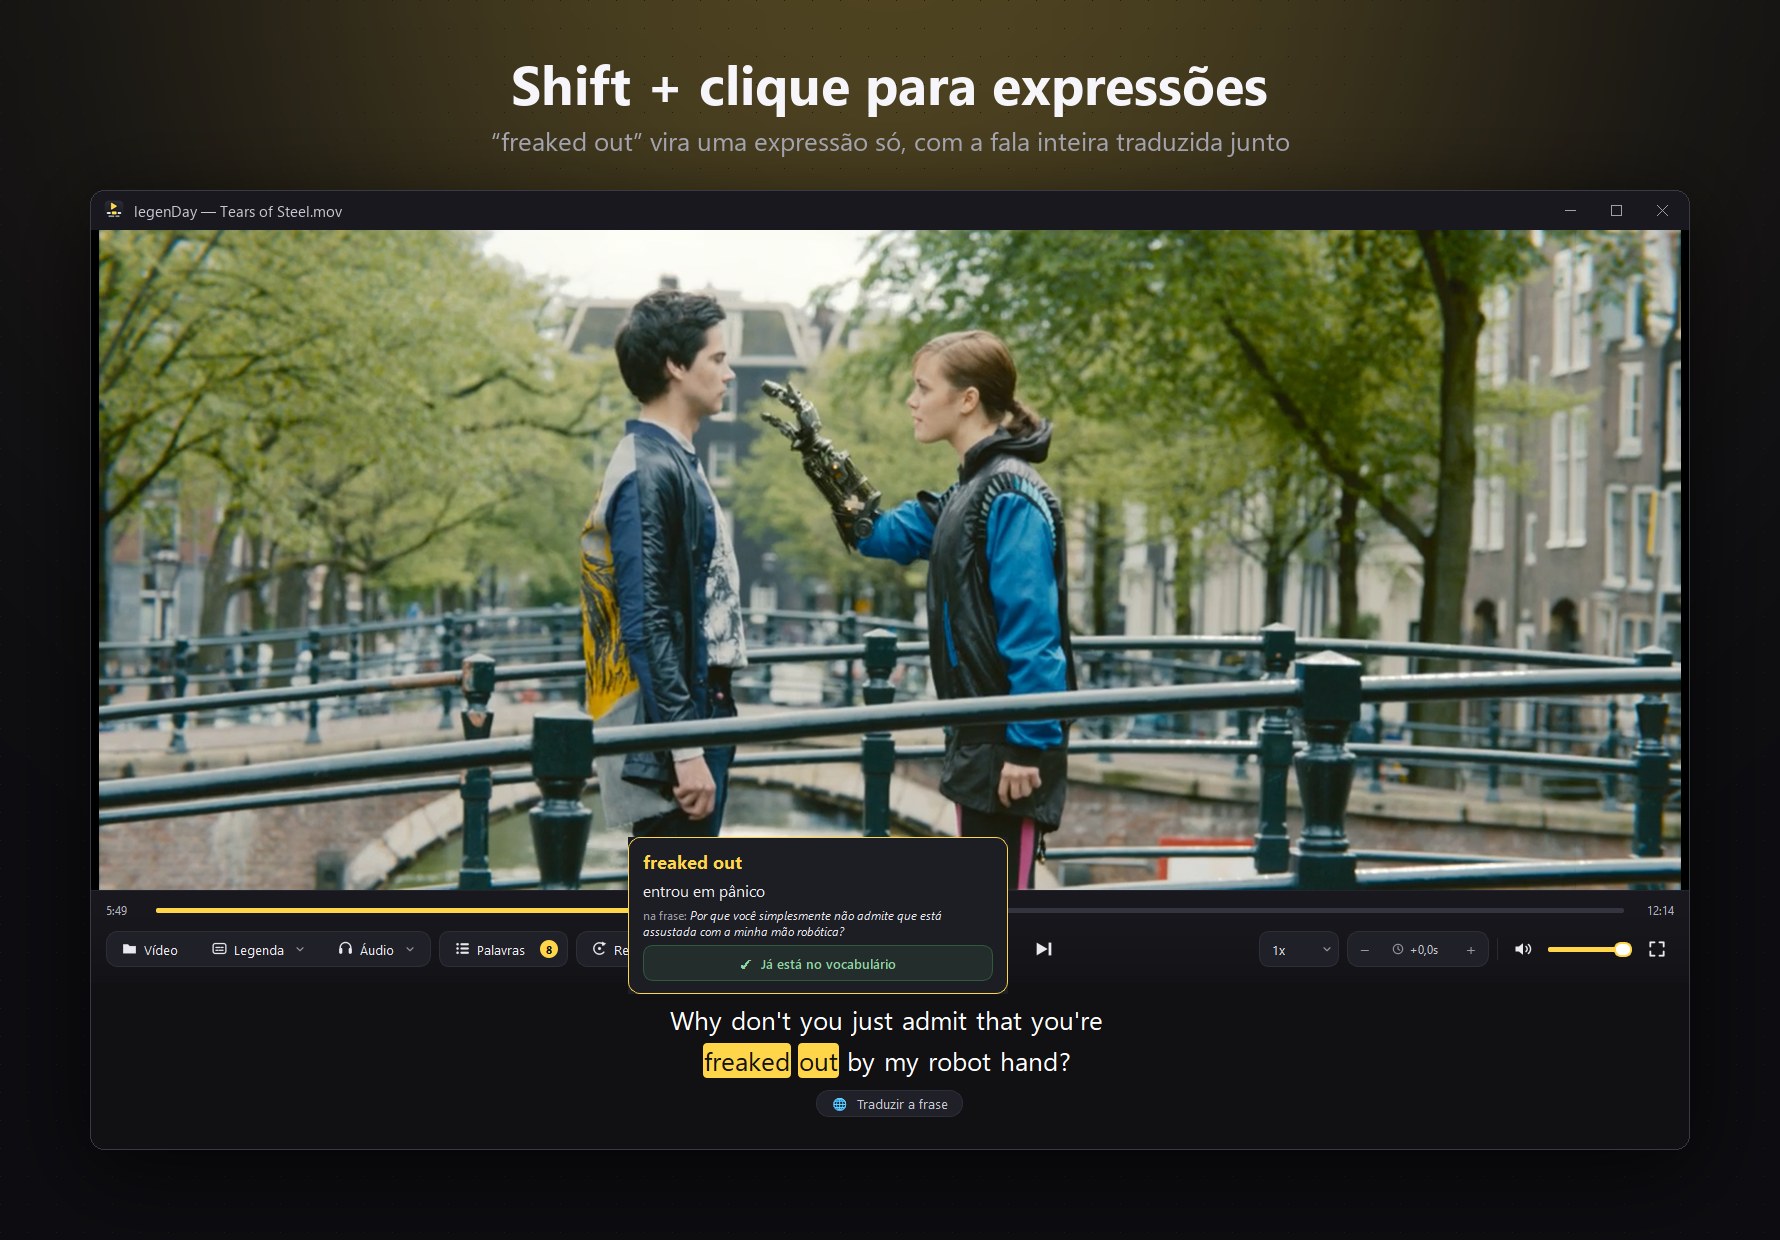 Shift + clique para expressões
“freaked out” vira uma expressão só, com a fala inteira traduzida junto
legenDay — Tears of Steel.mov
freaked out
entrou em pânico
na frase: Por que você simplesmente não admite que está
assustada com a minha mão robótica?
✓ Já está no vocabulário
5:49
12:14
Vídeo
Legenda
Áudio
Palavras 8
1x
− +0,0s +
Why don't you just admit that you're
freaked out by my robot hand?
Traduzir a frase